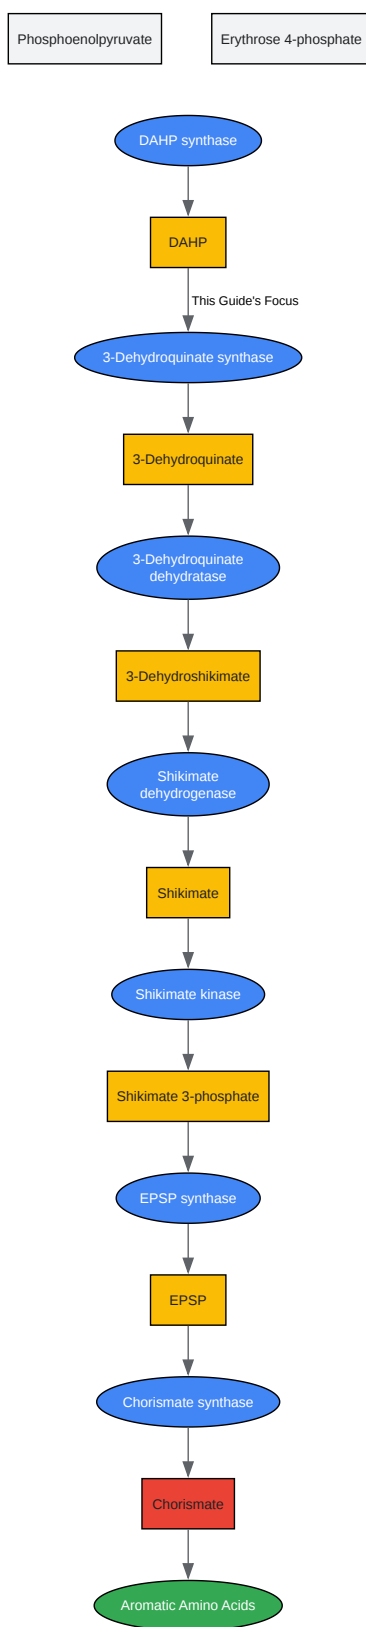 Phosphoenolpyruvate
Erythrose 4-phosphate
DAHP synthase
DAHP
This Guide's Focus
3-Dehydroquinate synthase
3-Dehydroquinate
3-Dehydroquinate
dehydratase
3-Dehydroshikimate
Shikimate
dehydrogenase
Shikimate
Shikimate kinase
Shikimate 3-phosphate
EPSP synthase
EPSP
Chorismate synthase
Chorismate
Aromatic Amino Acids